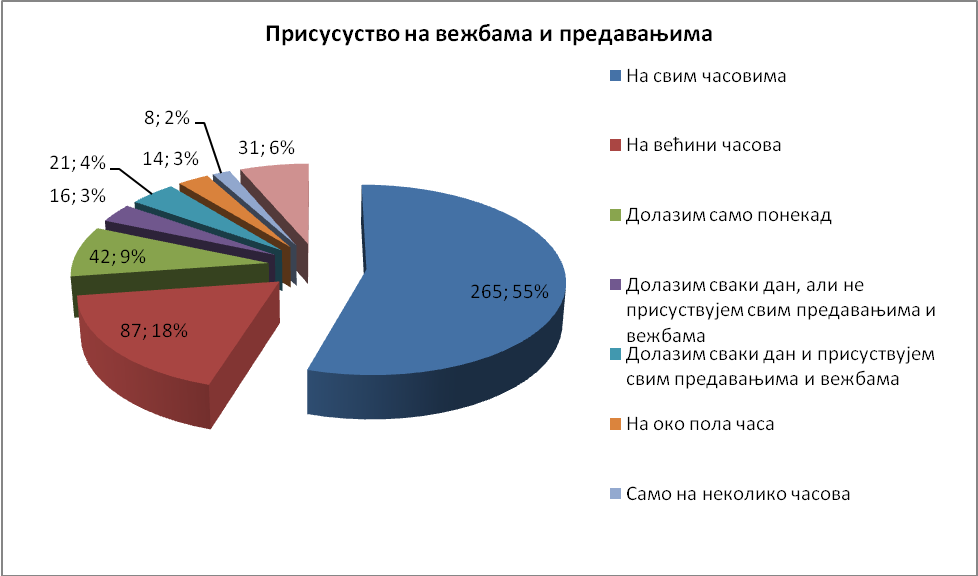 Присусуство на вежбама и предавањима
На свим часовима
На већини часова
Долазим само понекад
Долазим сваки дан, али не
присуствујем свим предавањима и
вежбама
Долазим сваки дан и присуствујем
свим предавањима и вежбама
На око пола часа
Само на неколико часова
265; 55%
87; 18%
42; 9%
16; 3%
21; 4%
14; 3%
8; 2%
31; 6%